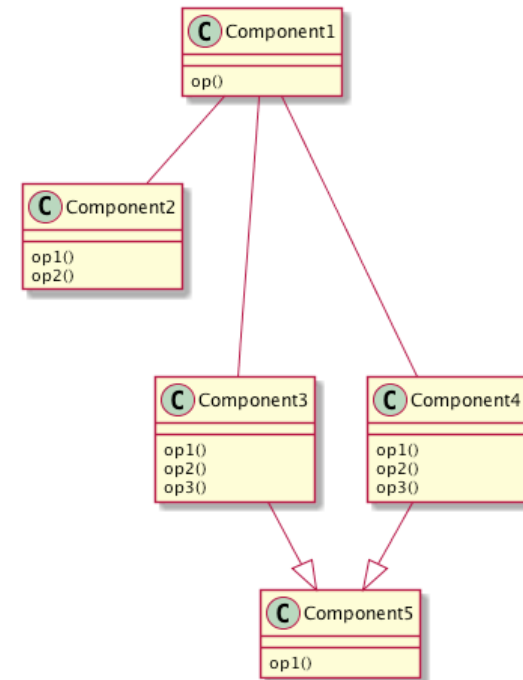 C Component1
op()
C Component2
op1()
op2()
C Component3
op1()
op2()
op3()
C Component4
op1()
op2()
op3()
C Component5
op1()